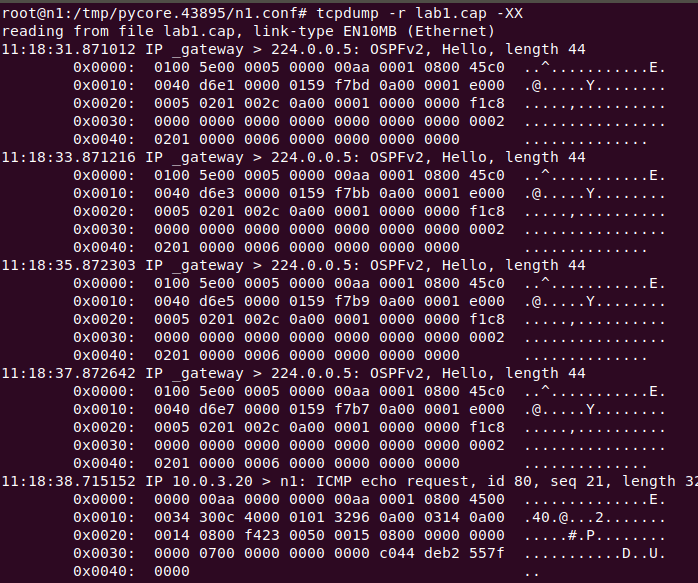 root@n1:/tmp/pycore.43895/n1.conf# tcpdump -r lab1.cap -XX
reading from file lab1.cap, link-type EN10MB (Ethernet)
11:18:31.871012 IP _gateway > 224.0.0.5: OSPFv2, Hello, length 44
        0x0000:  0100 5e00 0005 0000 00aa 0001 0800 45c0  ..^...........E.
        0x0010:  0040 d6e1 0000 0159 f7bd 0a00 0001 e000  .@.....Y........
        0x0020:  0005 0201 002c 0a00 0001 0000 0000 f1c8  .....,..........
        0x0030:  0000 0000 0000 0000 0000 0000 0000 0002  ................
        0x0040:  0201 0000 0006 0000 0000 0000 0000       ..............
11:18:33.871216 IP _gateway > 224.0.0.5: OSPFv2, Hello, length 44
        0x0000:  0100 5e00 0005 0000 00aa 0001 0800 45c0  ..^...........E.
        0x0010:  0040 d6e3 0000 0159 f7bb 0a00 0001 e000  .@.....Y........
        0x0020:  0005 0201 002c 0a00 0001 0000 0000 f1c8  .....,..........
        0x0030:  0000 0000 0000 0000 0000 0000 0000 0002  ................
        0x0040:  0201 0000 0006 0000 0000 0000 0000       ..............
11:18:35.872303 IP _gateway > 224.0.0.5: OSPFv2, Hello, length 44
        0x0000:  0100 5e00 0005 0000 00aa 0001 0800 45c0  ..^...........E.
        0x0010:  0040 d6e5 0000 0159 f7b9 0a00 0001 e000  .@.....Y........
        0x0020:  0005 0201 002c 0a00 0001 0000 0000 f1c8  .....,..........
        0x0030:  0000 0000 0000 0000 0000 0000 0000 0002  ................
        0x0040:  0201 0000 0006 0000 0000 0000 0000       ..............
11:18:37.872642 IP _gateway > 224.0.0.5: OSPFv2, Hello, length 44
        0x0000:  0100 5e00 0005 0000 00aa 0001 0800 45c0  ..^...........E.
        0x0010:  0040 d6e7 0000 0159 f7b7 0a00 0001 e000  .@.....Y........
        0x0020:  0005 0201 002c 0a00 0001 0000 0000 f1c8  .....,..........
        0x0030:  0000 0000 0000 0000 0000 0000 0000 0002  ................
        0x0040:  0201 0000 0006 0000 0000 0000 0000       ..............
11:18:38.715152 IP 10.0.3.20 > n1: ICMP echo request, id 80, seq 21, length 32
        0x0000:  0000 00aa 0000 0000 00aa 0001 0800 4500  ..............E.
        0x0010:  0034 300c 4000 0101 3296 0a00 0314 0a00  .40.@...2.......
        0x0020:  0014 0800 f423 0050 0015 0800 0000 0000  .....#.P........
        0x0030:  0000 0700 0000 0000 c044 deb2 557f       ...........D..U.
        0x0040:  0000                                     ..